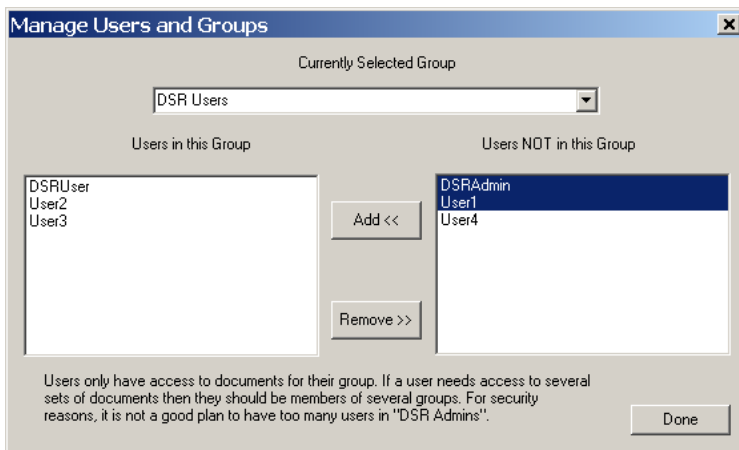 Manage Users and Groups
Currently Selected Group
DSR Users
Users in this Group
Users NOT in this Group
DSRUser
User2
User3
Add <<
Remove >>
DSRAdmin
User1
User4
Users only have access to documents for their group. If a user needs access to several
sets of documents then they should be members of several groups. For security
reasons, it is not a good plan to have too many users in "DSR Admins".
Done